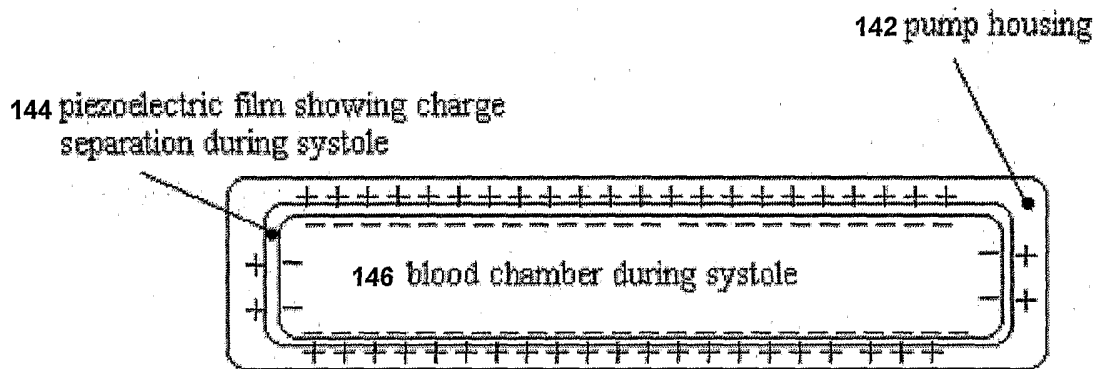 142 pump housing
144 piezoelectric film showing charge
separation during systole
146 blood chamber during systole